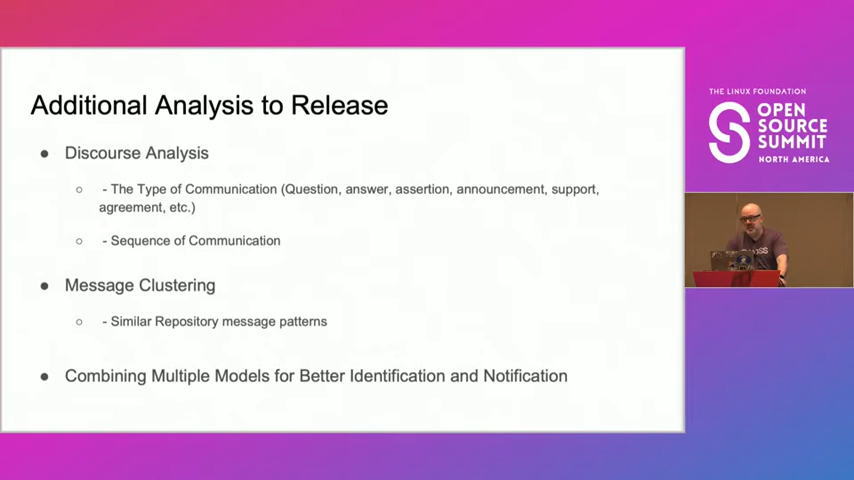 Additional Analysis to Release
● Discourse Analysis
○ - The Type of Communication (Question, answer, assertion, announcement, support,
agreement, etc.)
○ - Sequence of Communication
● Message Clustering
○ - Similar Repository message patterns
● Combining Multiple Models for Better Identification and Notification
THE LINUX FOUNDATION
OPEN
SOURCE
SUMMIT
NORTH AMERICA